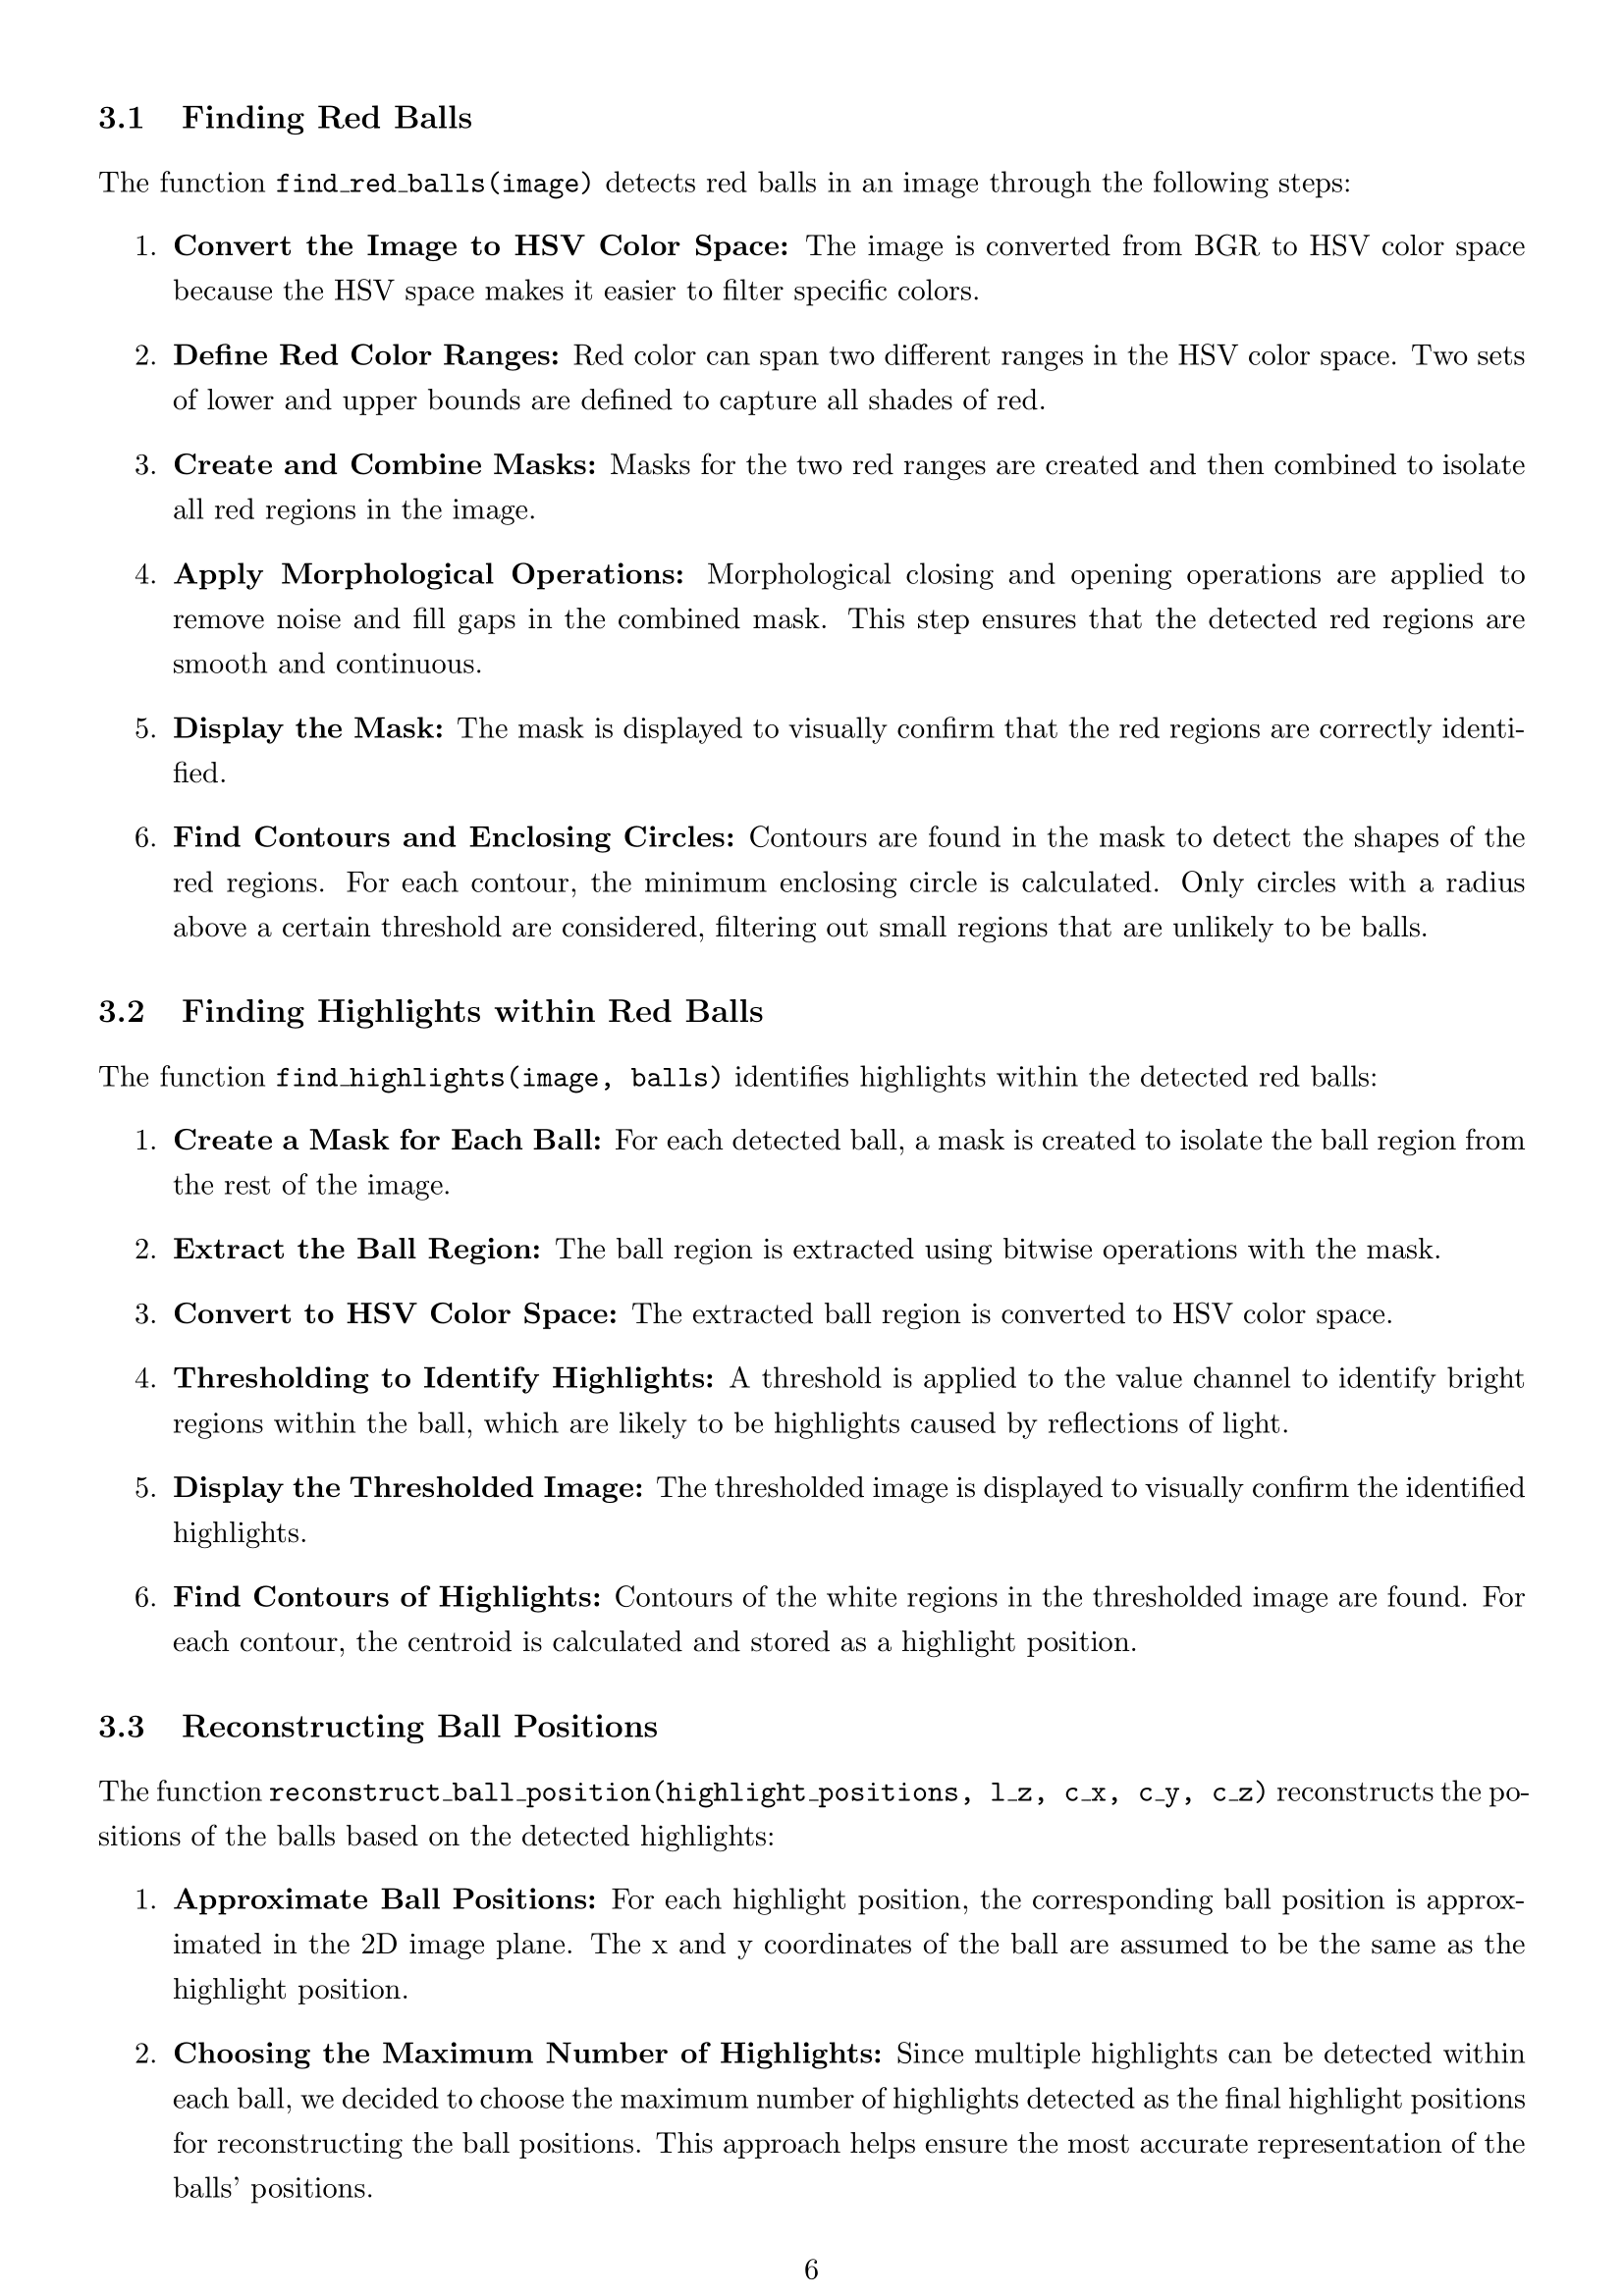 3.1 Finding Red Balls
The function find_red_balls(image) detects red balls in an image through the following steps:
1. Convert the Image to HSV Color Space: The image is converted from BGR to HSV color space
because the HSV space makes it easier to filter specific colors.
2. Define Red Color Ranges: Red color can span two different ranges in the HSV color space. Two sets
of lower and upper bounds are defined to capture all shades of red.
3. Create and Combine Masks: Masks for the two red ranges are created and then combined to isolate
all red regions in the image.
4. Apply Morphological Operations: Morphological closing and opening operations are applied to
remove noise and fill gaps in the combined mask. This step ensures that the detected red regions are
smooth and continuous.
5. Display the Mask: The mask is displayed to visually confirm that the red regions are correctly identi-
fied.
6. Find Contours and Enclosing Circles: Contours are found in the mask to detect the shapes of the
red regions. For each contour, the minimum enclosing circle is calculated. Only circles with a radius
above a certain threshold are considered, filtering out small regions that are unlikely to be balls.
3.2 Finding Highlights within Red Balls
The function find_highlights(image, balls) identifies highlights within the detected red balls:
1. Create a Mask for Each Ball: For each detected ball, a mask is created to isolate the ball region from
the rest of the image.
2. Extract the Ball Region: The ball region is extracted using bitwise operations with the mask.
3. Convert to HSV Color Space: The extracted ball region is converted to HSV color space.
4. Thresholding to Identify Highlights: A threshold is applied to the value channel to identify bright
regions within the ball, which are likely to be highlights caused by reflections of light.
5. Display the Thresholded Image: The thresholded image is displayed to visually confirm the identified
highlights.
6. Find Contours of Highlights: Contours of the white regions in the thresholded image are found. For
each contour, the centroid is calculated and stored as a highlight position.
3.3 Reconstructing Ball Positions
The function reconstruct_ball_position(highlight_positions, l_z, c_x, c_y, c_z) reconstructs the po-
sitions of the balls based on the detected highlights:
1. Approximate Ball Positions: For each highlight position, the corresponding ball position is approx-
imated in the 2D image plane. The x and y coordinates of the ball are assumed to be the same as the
highlight position.
2. Choosing the Maximum Number of Highlights: Since multiple highlights can be detected within
each ball, we decided to choose the maximum number of highlights detected as the final highlight positions
for reconstructing the ball positions. This approach helps ensure the most accurate representation of the
balls' positions.
6